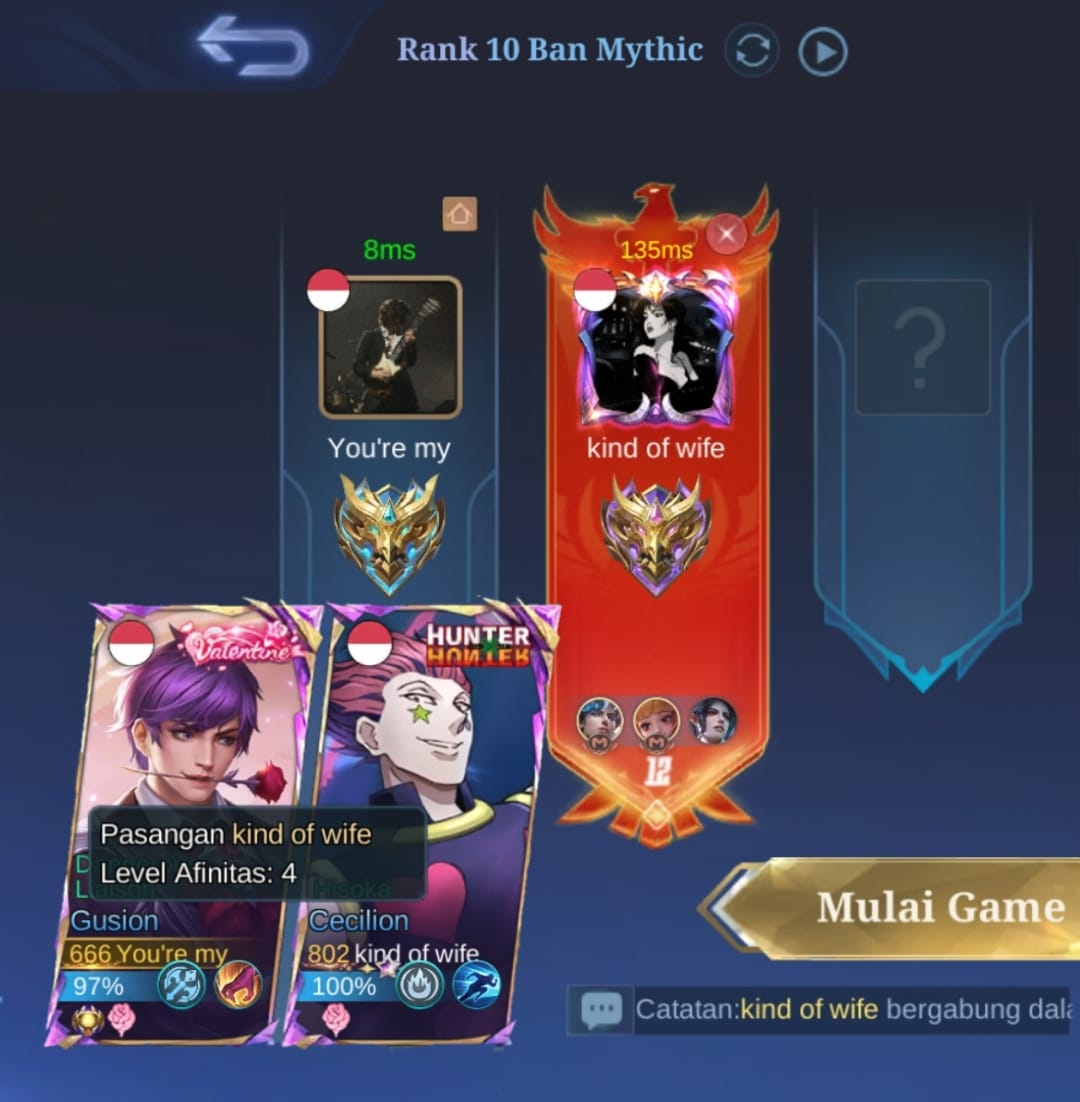 Rank 10 Ban Mythic
8ms
135ms
?
You're my
kind of wife
Valentine
HUNTER
HUNTER
12
Pasangan kind of wife
Level Afinitas: 4
Hisoka
Gusion
Cecilion
666 You're my
802 kind of wife
97%
100%
Mulai Game
Catatan:kind of wife bergabung dala